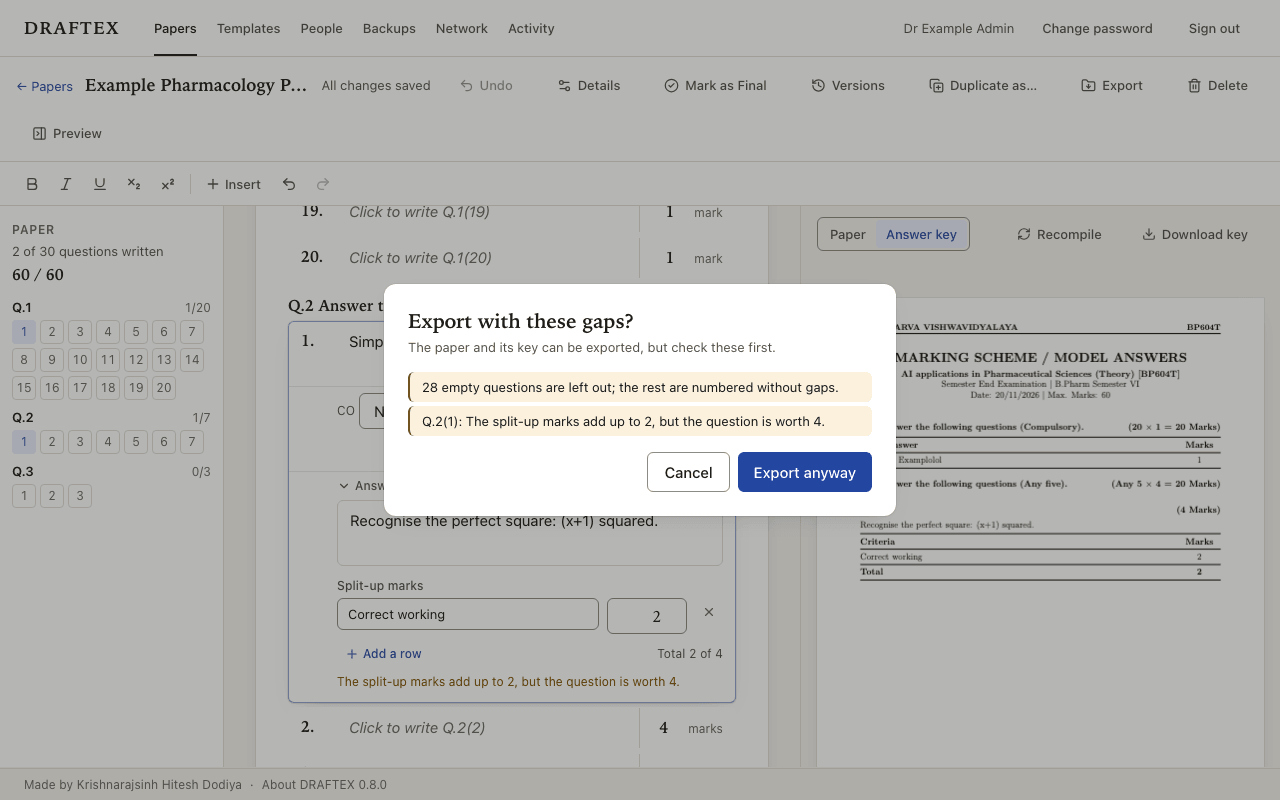 DRAFTEX
Papers Templates People Backups Network Activity
Dr Example Admin Change password Sign out
← Papers Example Pharmacology P… All changes saved Undo Details Mark as Final Versions Duplicate as… Export Delete
Preview
B I U X₂ x² + Insert
PAPER
2 of 30 questions written
60 / 60
Q.1 1/20
1 2 3 4 5 6 7
8 9 10 11 12 13 14
15 16 17 18 19 20
Q.2 1/7
1 2 3 4 5 6 7
Q.3 0/3
1 2 3
19. Click to write Q.1(19) 1 mark
20. Click to write Q.1(20) 1 mark
Q.2 Answer t
1. Simp
CO N
Answ
Recognise the perfect square: (x+1) squared.
Split-up marks
Correct working 2
+ Add a row Total 2 of 4
The split-up marks add up to 2, but the question is worth 4.
2. Click to write Q.2(2) 4 marks
Export with these gaps?
The paper and its key can be exported, but check these first.
28 empty questions are left out; the rest are numbered without gaps.
Q.2(1): The split-up marks add up to 2, but the question is worth 4.
Cancel Export anyway
Paper Answer key Recompile Download key
ARVA VISHWAVIDYALAYA BP604T
MARKING SCHEME / MODEL ANSWERS
AI applications in Pharmaceutical Sciences (Theory) [BP604T]
Semester End Examination | B.Pharm Semester VI
Date: 20/11/2026 | Max. Marks: 60
wer the following questions (Compulsory). (20 × 1 = 20 Marks)
nswer Marks
Examplolol 1
wer the following questions (Any five). (Any 5 × 4 = 20 Marks)
(4 Marks)
Recognise the perfect square: (x+1) squared.
Criteria Marks
Correct working 2
Total 2
Made by Krishnarajsinh Hitesh Dodiya · About DRAFTEX 0.8.0